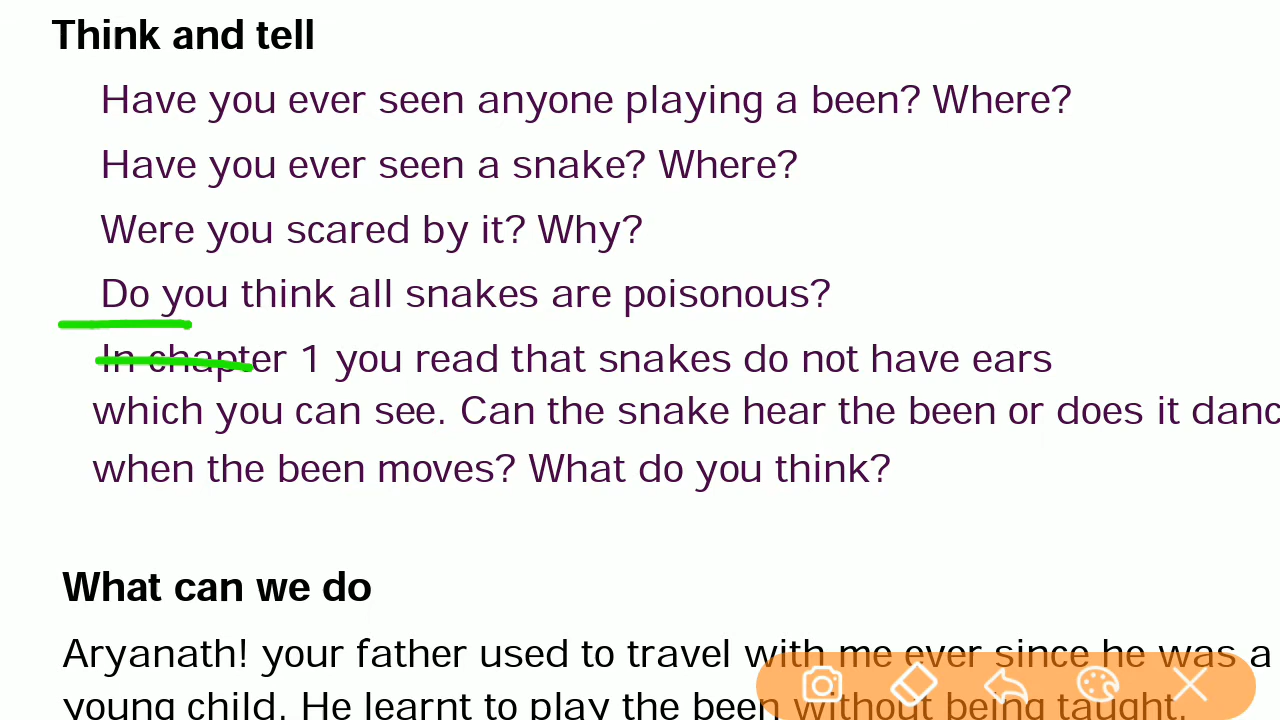 Think and tell
Have you ever seen anyone playing a been? Where?
Have you ever seen a snake? Where?
Were you scared by it? Why?
Do you think all snakes are poisonous?
In chapter 1 you read that snakes do not have ears
which you can see. Can the snake hear the been or does it danc
when the been moves? What do you think?
What can we do
Aryanath! your father used to travel with me ever since he was a
young child. He learnt to play the been without being taught.